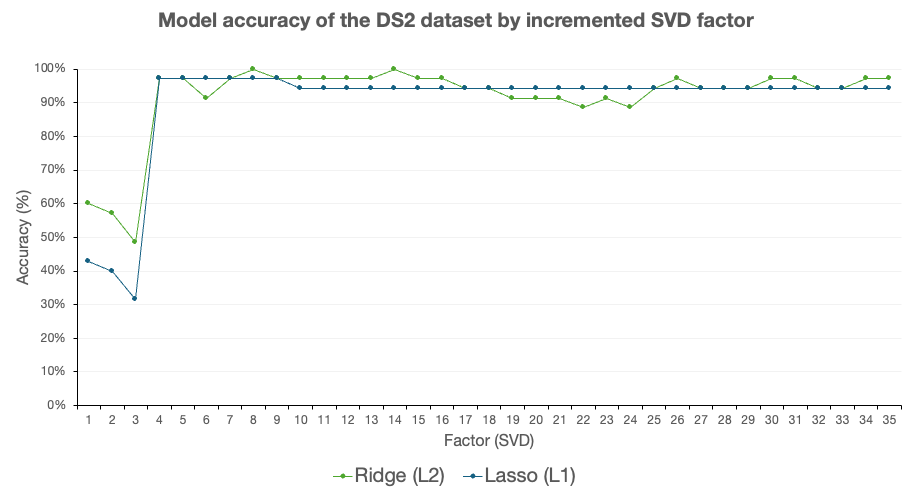 Model accuracy of the DS2 dataset by incremented SVD factor
100%
90%
80%
70%
60%
50%
40%
30%
20%
10%
0%
Accuracy (%)
1 2 3 4 5 6 7 8 9 10 11 12 13 14 15 16 17 18 19 20 21 22 23 24 25 26 27 28 29 30 31 32 33 34 35
Factor (SVD)
Ridge (L2) Lasso (L1)